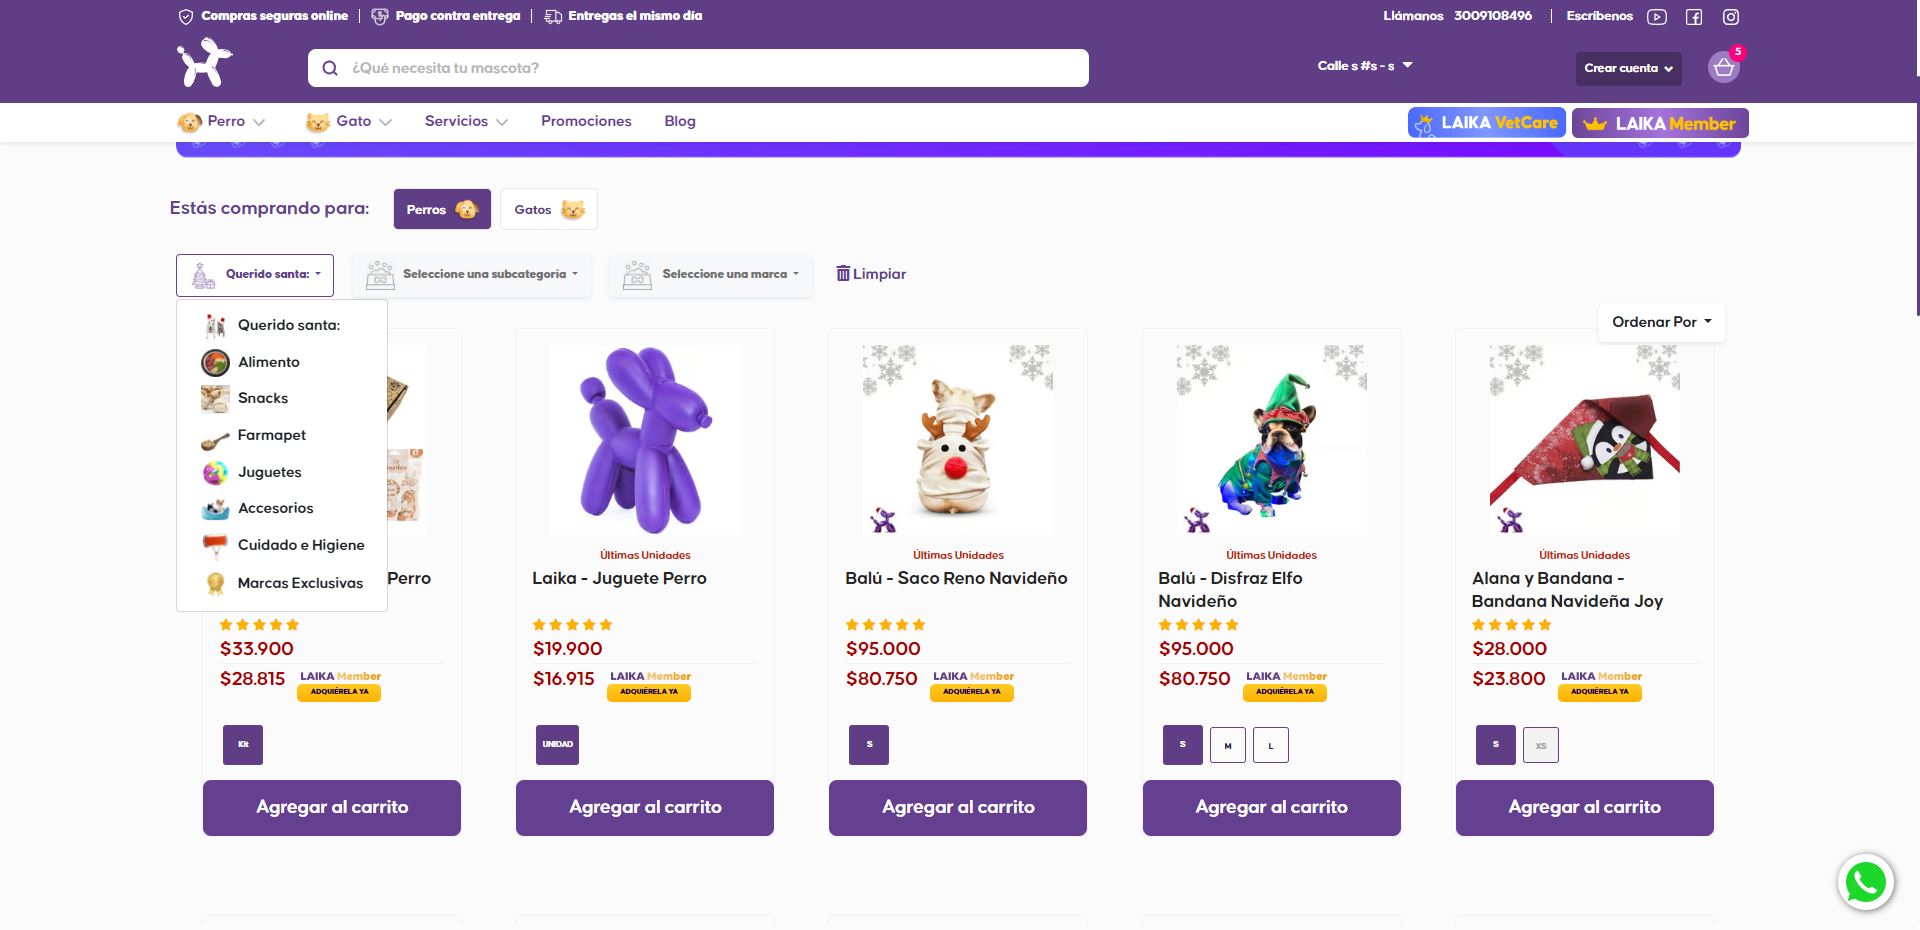 Compras seguras online
Pago contra entrega
Entregas el mismo día
Llámanos 3009108496
Escríbenos
¿Qué necesita tu mascota?
Calle s #s - s
Crear cuenta
5
Perro
Gato
Servicios
Promociones
Blog
LAIKA VetCare
LAIKA Member
Estás comprando para:
Perros
Gatos
Querido santa:
Seleccione una subcategoria
Seleccione una marca
Limpiar
Querido santa:
Alimento
Snacks
Farmapet
Juguetes
Accesorios
Cuidado e Higiene
Marcas Exclusivas
Ordenar Por
Perro
$33.900
$28.815
LAIKA Member
ADQUIÉRELA YA
Kit
Agregar al carrito
Últimas Unidades
Laika - Juguete Perro
$19.900
$16.915
LAIKA Member
ADQUIÉRELA YA
UNIDAD
Agregar al carrito
Últimas Unidades
Balú - Saco Reno Navideño
$95.000
$80.750
LAIKA Member
ADQUIÉRELA YA
S
Agregar al carrito
Últimas Unidades
Balú - Disfraz Elfo
Navideño
$95.000
$80.750
LAIKA Member
ADQUIÉRELA YA
S
M
L
Agregar al carrito
Últimas Unidades
Alana y Bandana -
Bandana Navideña Joy
$28.000
$23.800
LAIKA Member
ADQUIÉRELA YA
S
XS
Agregar al carrito